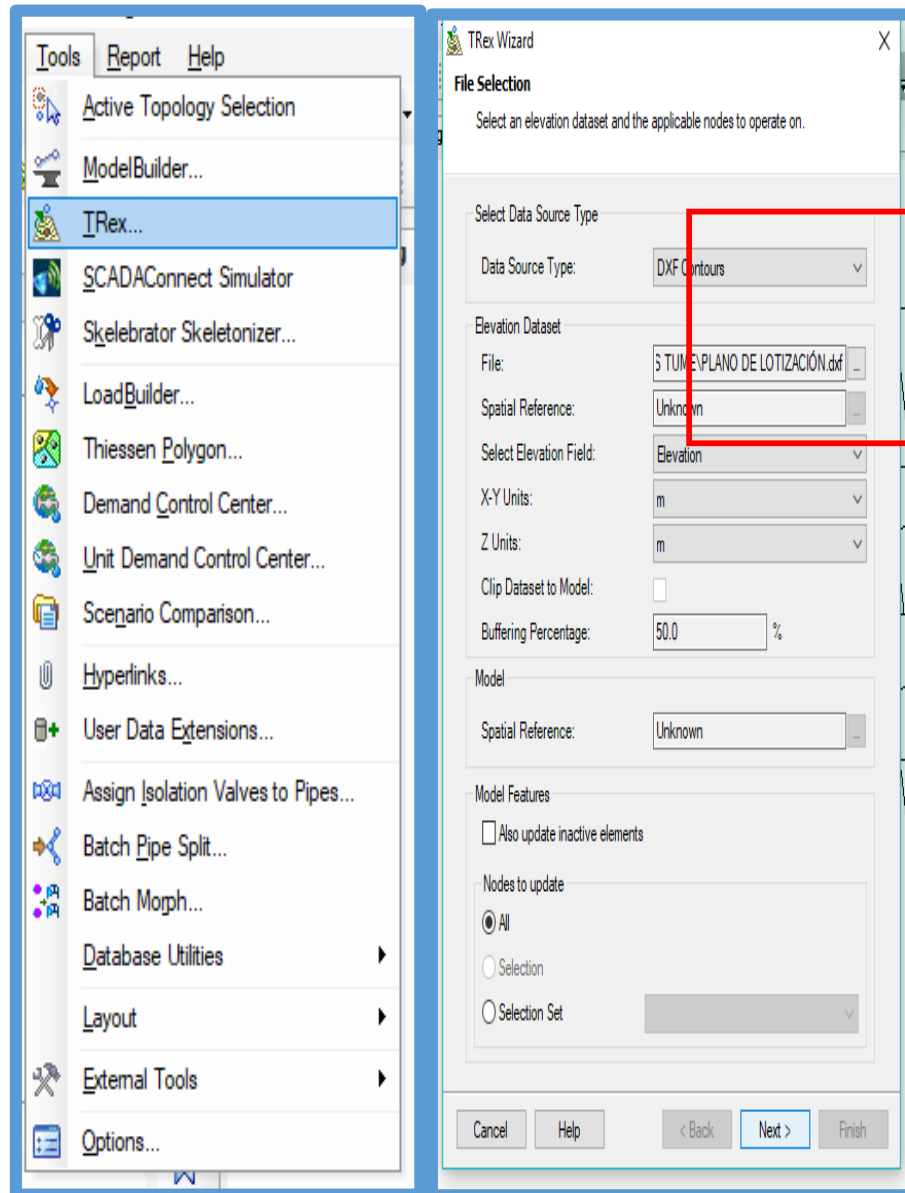 Tools Report Help
Active Topology Selection
ModelBuilder...
TRex...
SCADAConnect Simulator
Skelebrator Skeletonizer...
LoadBuilder...
Thiessen Polygon...
Demand Control Center...
Unit Demand Control Center...
Scenario Comparison...
Hyperlinks...
User Data Extensions...
Assign Isolation Valves to Pipes...
Batch Pipe Split...
Batch Morph...
Database Utilities
Layout
External Tools
Options...
TRex Wizard
File Selection
Select an elevation dataset and the applicable nodes to operate on.
Select Data Source Type
Data Source Type: DXF Contours
Elevation Dataset
File: S TUME\PLANO DE LOTIZACIÓN.dxf ...
Spatial Reference: Unknown ...
Select Elevation Field: Elevation
X-Y Units: m
Z Units: m
Clip Dataset to Model:
Buffering Percentage: 50.0 %
Model
Spatial Reference: Unknown ...
Model Features
Also update inactive elements
Nodes to update
All
Selection
Selection Set
Cancel Help < Back Next > Finish